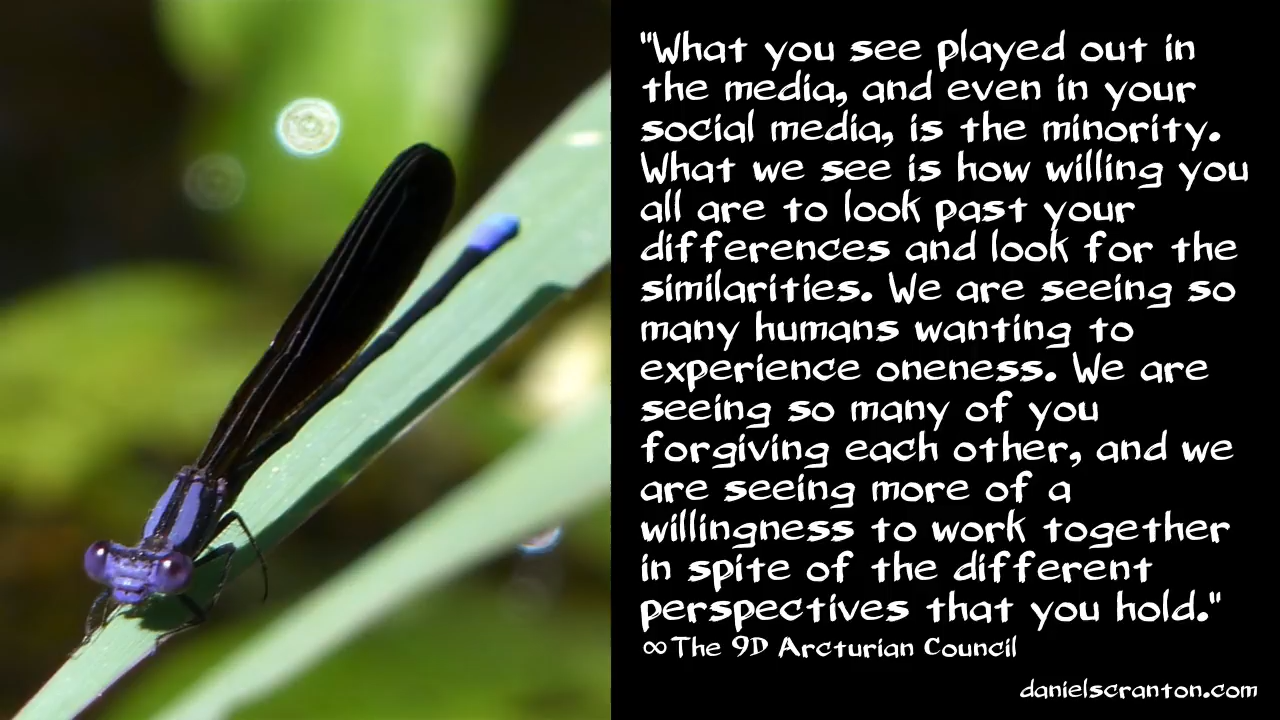 "What you see played out in
the media, and even in your
social media, is the minority.
What we see is how willing you
all are to look past your
differences and look for the
similarities. We are seeing so
many humans wanting to
experience oneness. We are
seeing so many of you
forgiving each other, and we
are seeing more of a
willingness to work together
in spite of the different
perspectives that you hold."
∞The 9D Arcturian Council
danielscranton.com